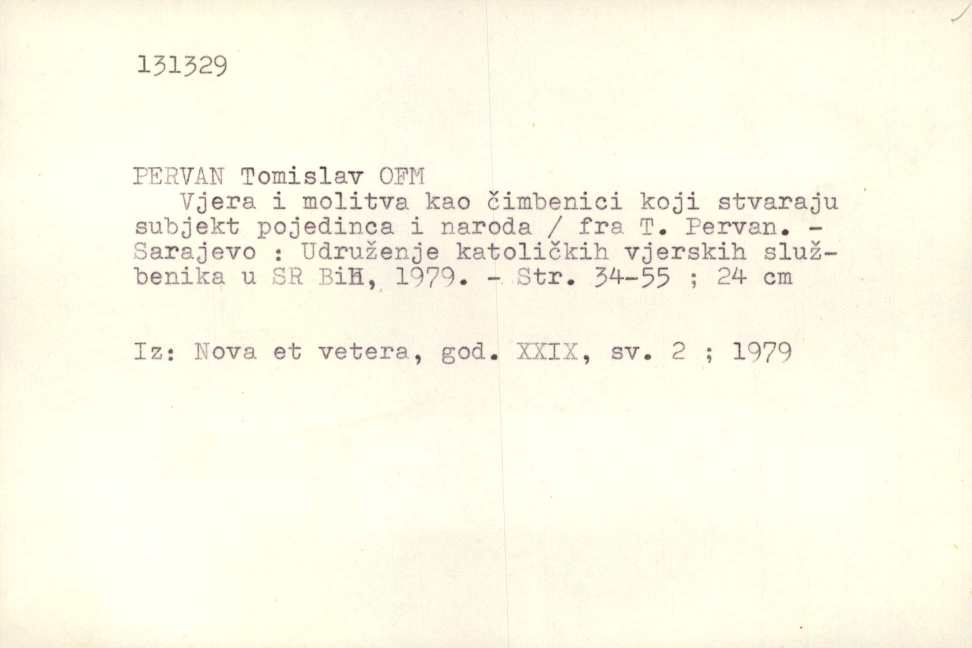 131329
PERVAN Tomislav OFM
Vjera i molitva kao čimbenici koji stvaraju
subjekt pojedinca i naroda / fra T. Pervan. -
Sarajevo : Udruženje katoličkih vjerskih služ-
benika u SR BiH, 1979. - Str. 34-55 ; 24 cm
Iz: Nova et vetera, god. XXIX, sv. 2 ; 1979